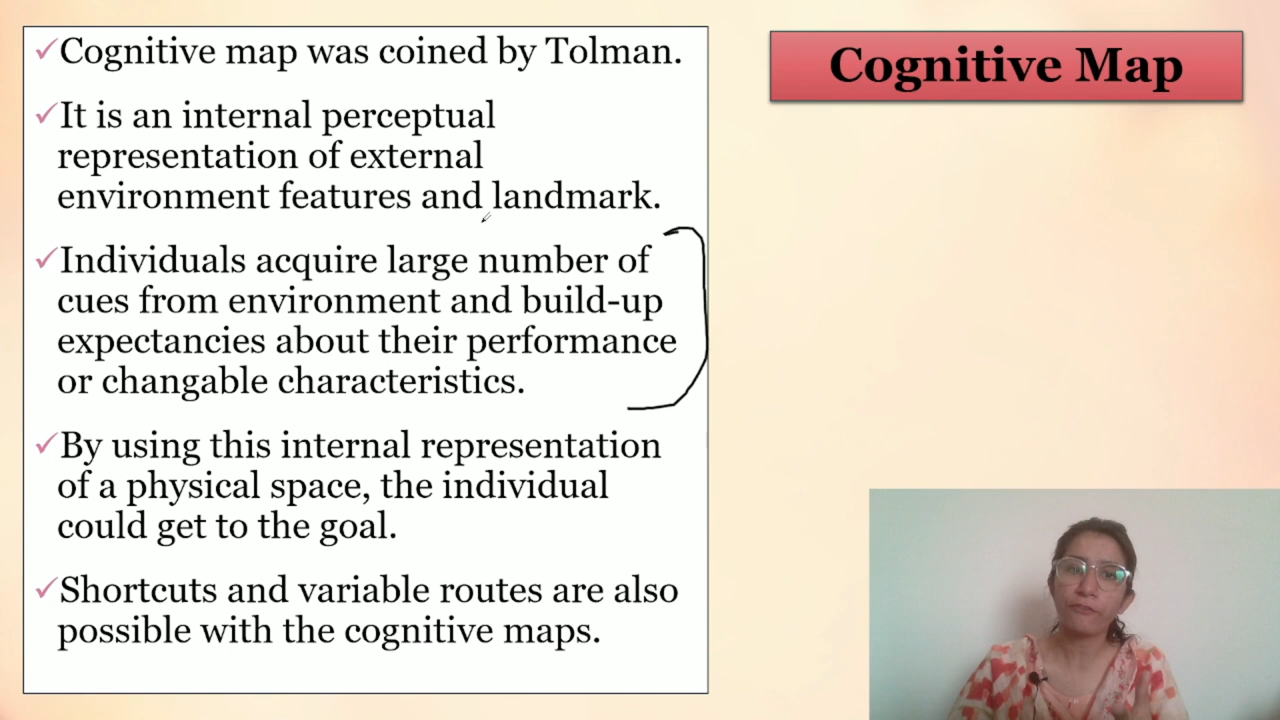 Cognitive Map
✓Cognitive map was coined by Tolman.
✓It is an internal perceptual
representation of external
environment features and landmark.
✓Individuals acquire large number of
cues from environment and build-up
expectancies about their performance
or changable characteristics.
✓By using this internal representation
of a physical space, the individual
could get to the goal.
✓Shortcuts and variable routes are also
possible with the cognitive maps.